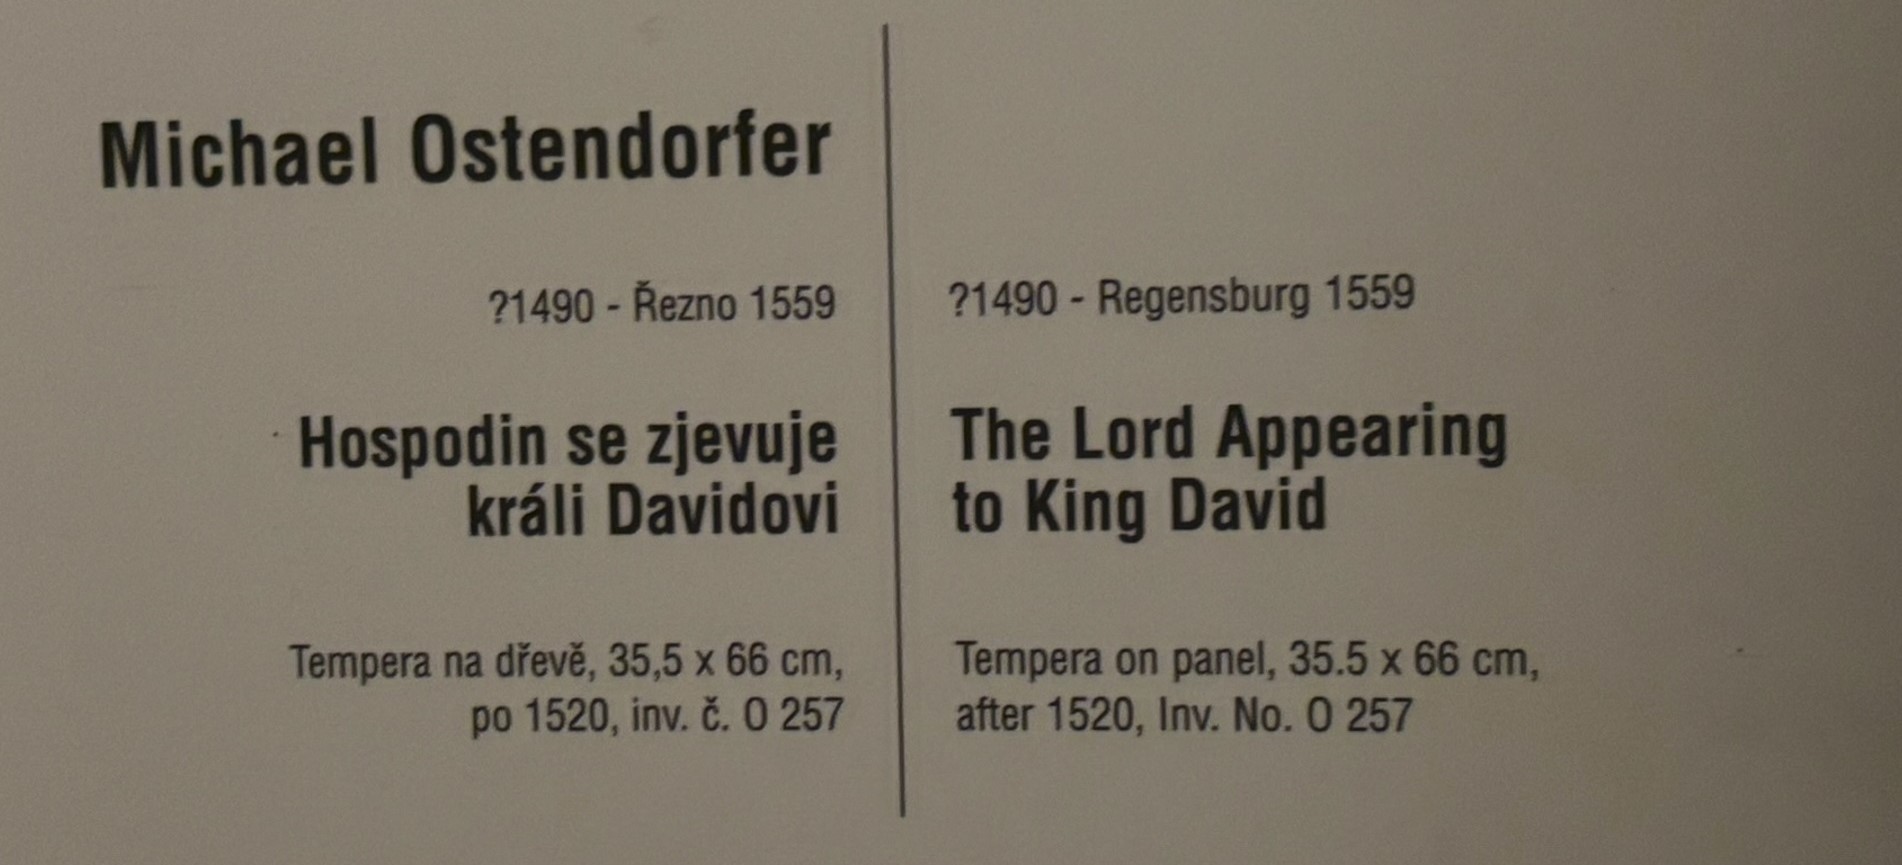 Michael Ostendorfer
?1490 - Řezno 1559
Hospodin se zjevuje
králi Davidovi
Tempera na dřevě, 35,5 x 66 cm,
po 1520, inv. č. O 257
?1490 - Regensburg 1559
The Lord Appearing
to King David
Tempera on panel, 35.5 x 66 cm,
after 1520, Inv. No. O 257